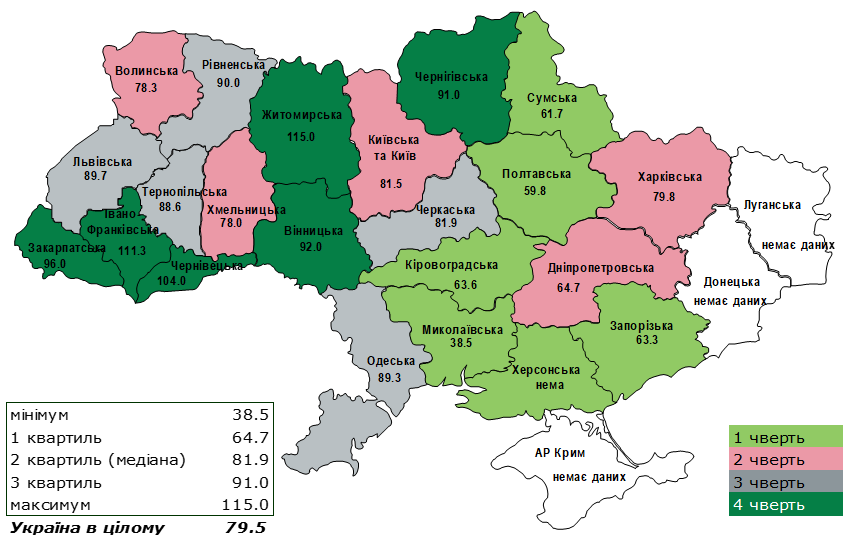 Волинська
78.3
Рівненська
90.0
Житомирська
115.0
Київська
та Київ
81.5
Чернігівська
91.0
Сумська
61.7
Львівська
89.7
Тернопільська
88.6
Хмельницька
78.0
Полтавська
59.8
Харківська
79.8
Луганська
немає даних
Івано-
Франківська
111.3
Закарпатська
96.0
Чернівецька
104.0
Вінницька
92.0
Черкаська
81.9
Кіровоградська
63.6
Дніпропетровська
64.7
Донецька
немає даних
Миколаївська
38.5
Запорізька
63.3
Одеська
89.3
Херсонська
нема
АР Крим
немає даних
мінімум 38.5
1 квартиль 64.7
2 квартиль (медіана) 81.9
3 квартиль 91.0
максимум 115.0
Україна в цілому 79.5
1 чверть
2 чверть
3 чверть
4 чверть